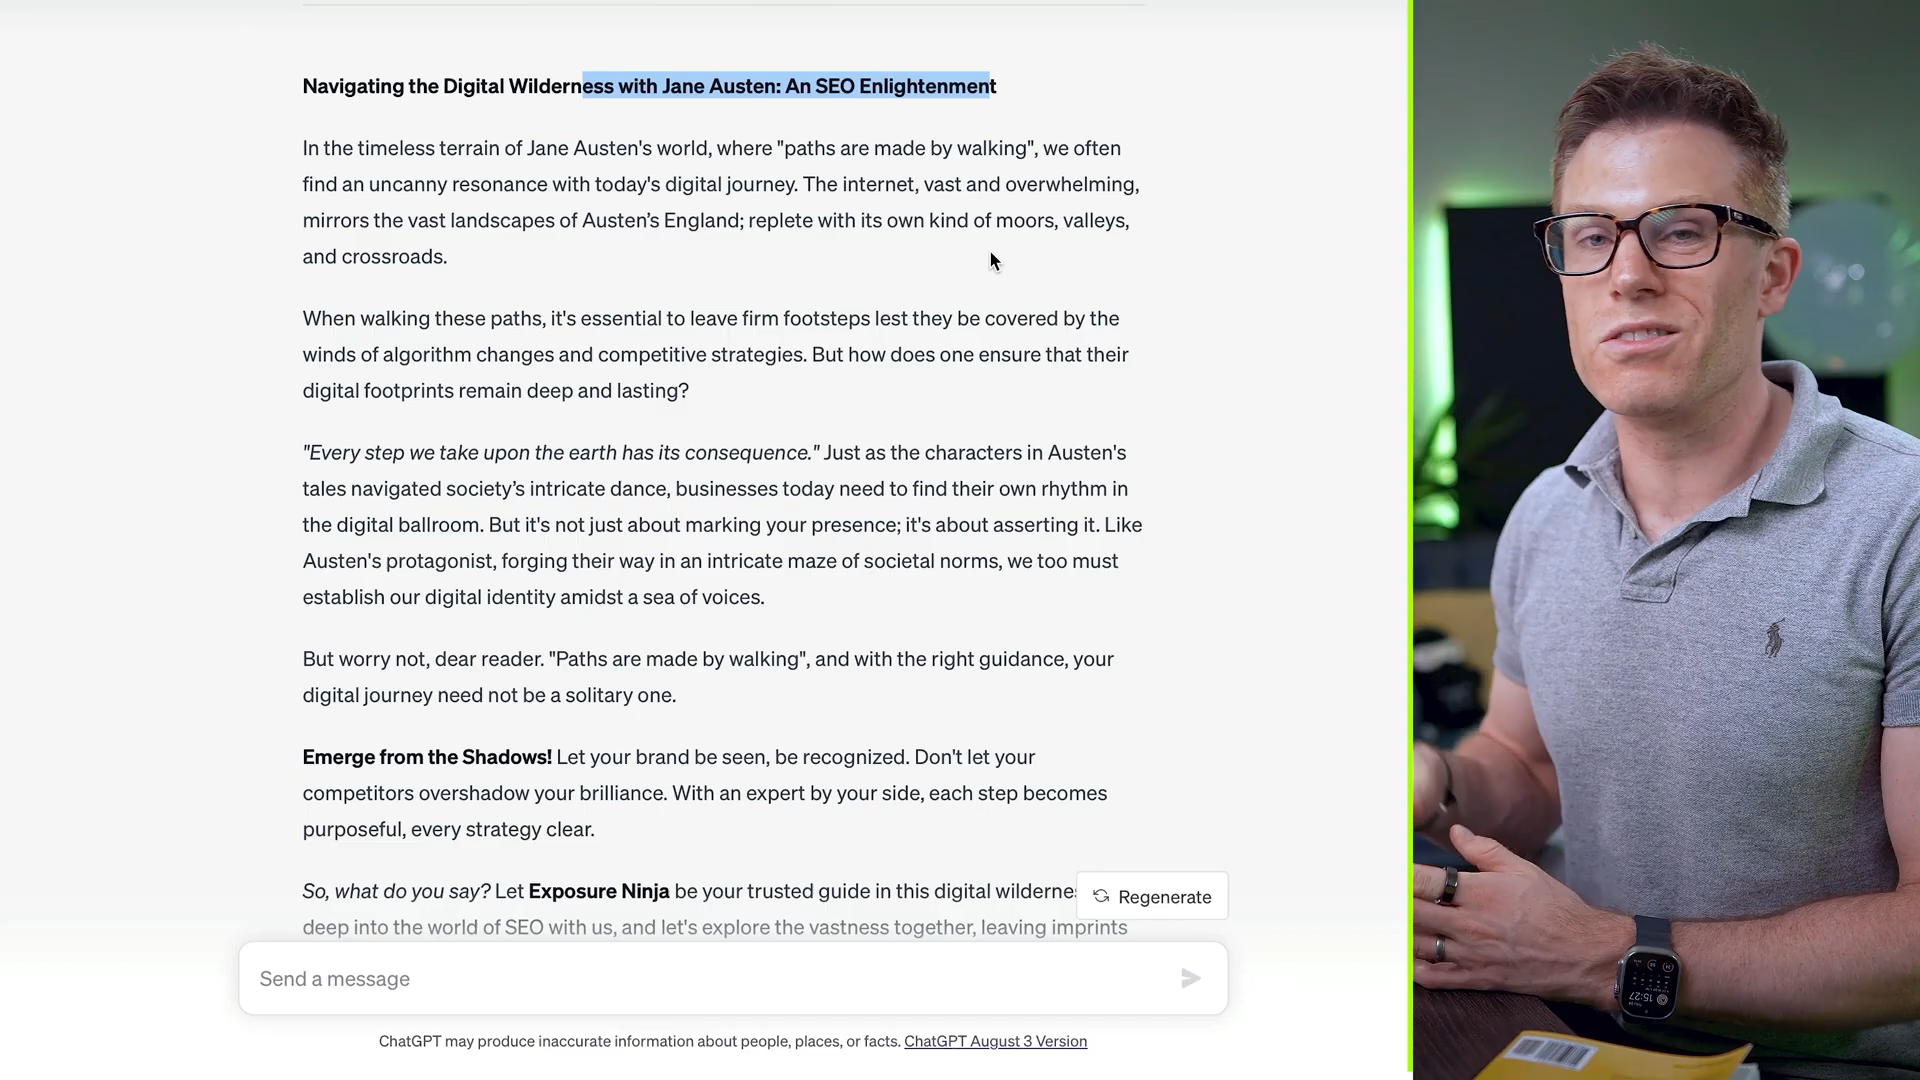 Navigating the Digital Wilderness with Jane Austen: An SEO Enlightenment
In the timeless terrain of Jane Austen's world, where "paths are made by walking", we often
find an uncanny resonance with today's digital journey. The internet, vast and overwhelming,
mirrors the vast landscapes of Austen’s England; replete with its own kind of moors, valleys,
and crossroads.
When walking these paths, it's essential to leave firm footsteps lest they be covered by the
winds of algorithm changes and competitive strategies. But how does one ensure that their
digital footprints remain deep and lasting?
"Every step we take upon the earth has its consequence." Just as the characters in Austen's
tales navigated society’s intricate dance, businesses today need to find their own rhythm in
the digital ballroom. But it's not just about marking your presence; it's about asserting it. Like
Austen's protagonist, forging their way in an intricate maze of societal norms, we too must
establish our digital identity amidst a sea of voices.
But worry not, dear reader. "Paths are made by walking", and with the right guidance, your
digital journey need not be a solitary one.
Emerge from the Shadows! Let your brand be seen, be recognized. Don't let your
competitors overshadow your brilliance. With an expert by your side, each step becomes
purposeful, every strategy clear.
So, what do you say? Let Exposure Ninja be your trusted guide in this digital wilderne
Regenerate
deep into the world of SEO with us, and let's explore the vastness together, leaving imprints
Send a message
ChatGPT may produce inaccurate information about people, places, or facts. ChatGPT August 3 Version
15:27